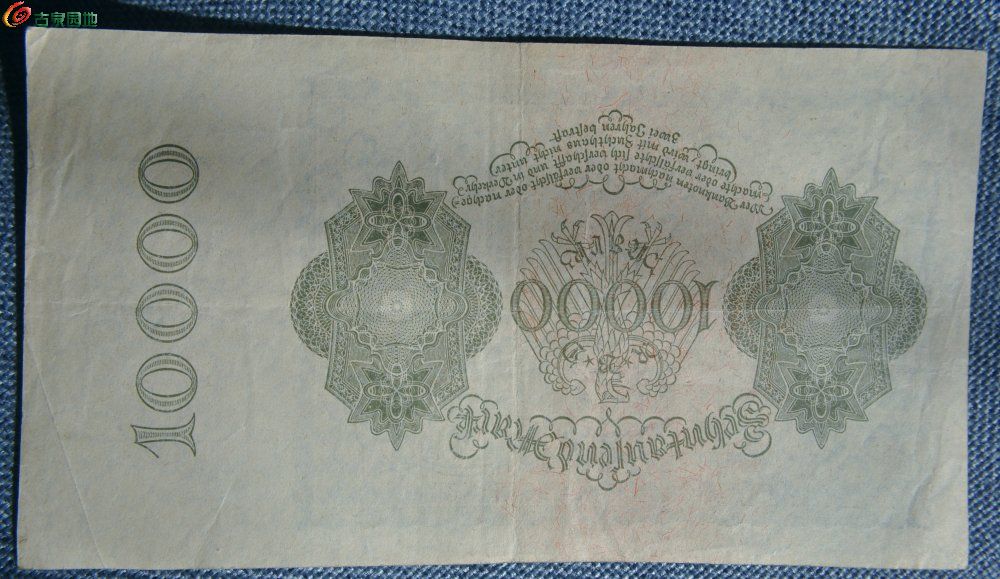 古泉园地
Zehntausend Mark
R * B * D
10000
Mark
Wer Banknoten nachmacht oder verfälscht oder nachge-
machte oder verfälschte sich verschafft und in Verkehr
bringt, wird mit Zuchthaus nicht unter
zwei Jahren bestraft
10000